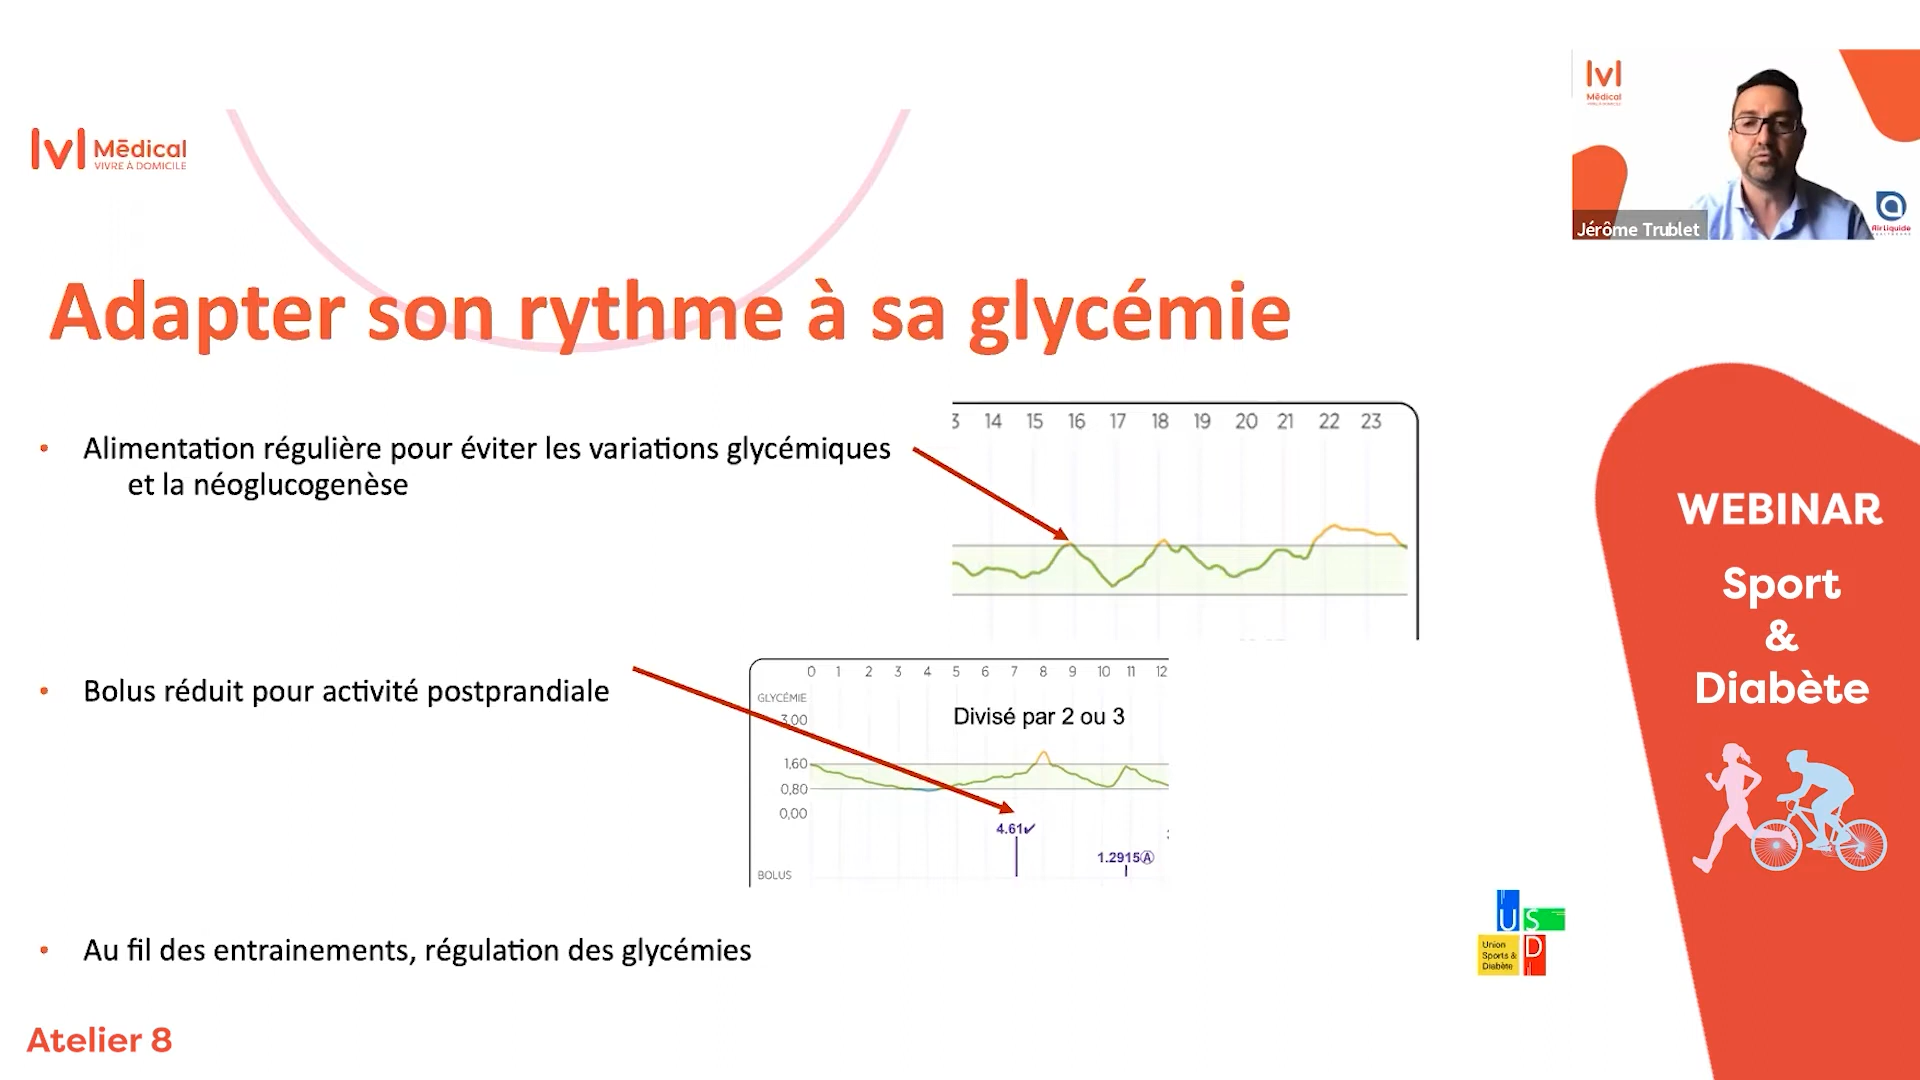 lvl Mēdical
VIVRE À DOMICILE
lvl
Mēdical
Jérôme Trublet
Air Liquide
Adapter son rythme à sa glycémie
• Alimentation régulière pour éviter les variations glycémiques
et la néoglucogenèse
3 14 15 16 17 18 19 20 21 22 23
• Bolus réduit pour activité postprandiale
0 1 2 3 4 5 6 7 8 9 10 11 12
GLYCÉMIE
3,00
Divisé par 2 ou 3
1,60
0,80
0,00
4.61✔
1.2915Ⓐ
BOLUS
• Au fil des entrainements, régulation des glycémies
Atelier 8
WEBINAR
Sport
&
Diabète
U S
D
Union
Sports &
Diabète